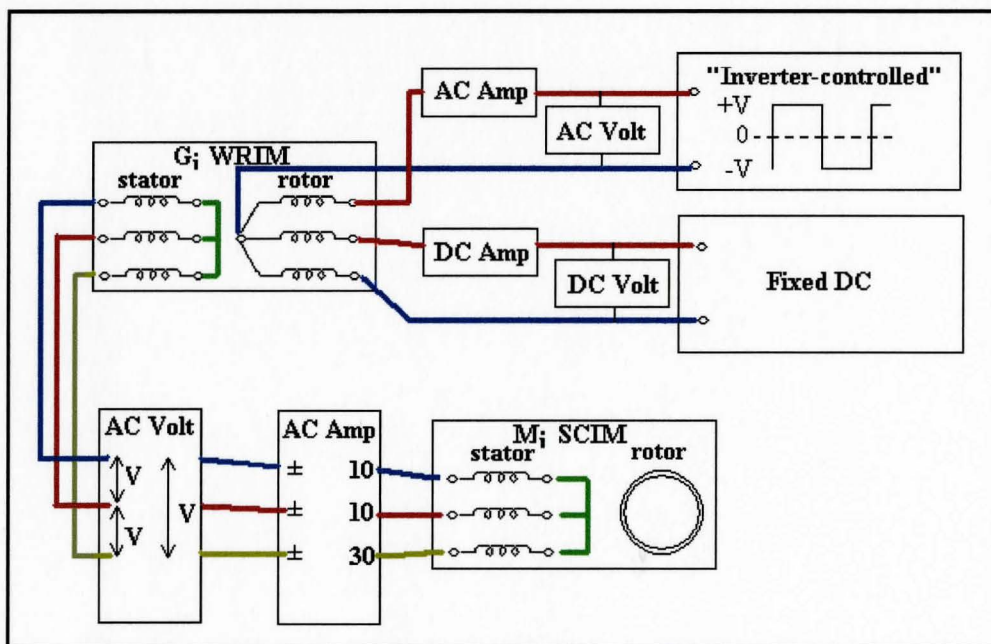 "Inverter-controlled"
AC Amp
+V
AC Volt
0
-V
Gi WRIM
stator
rotor
DC Amp
DC Volt
Fixed DC
AC Volt
V
V
V
AC Amp
±
10
±
10
±
30
Mi SCIM
stator
rotor